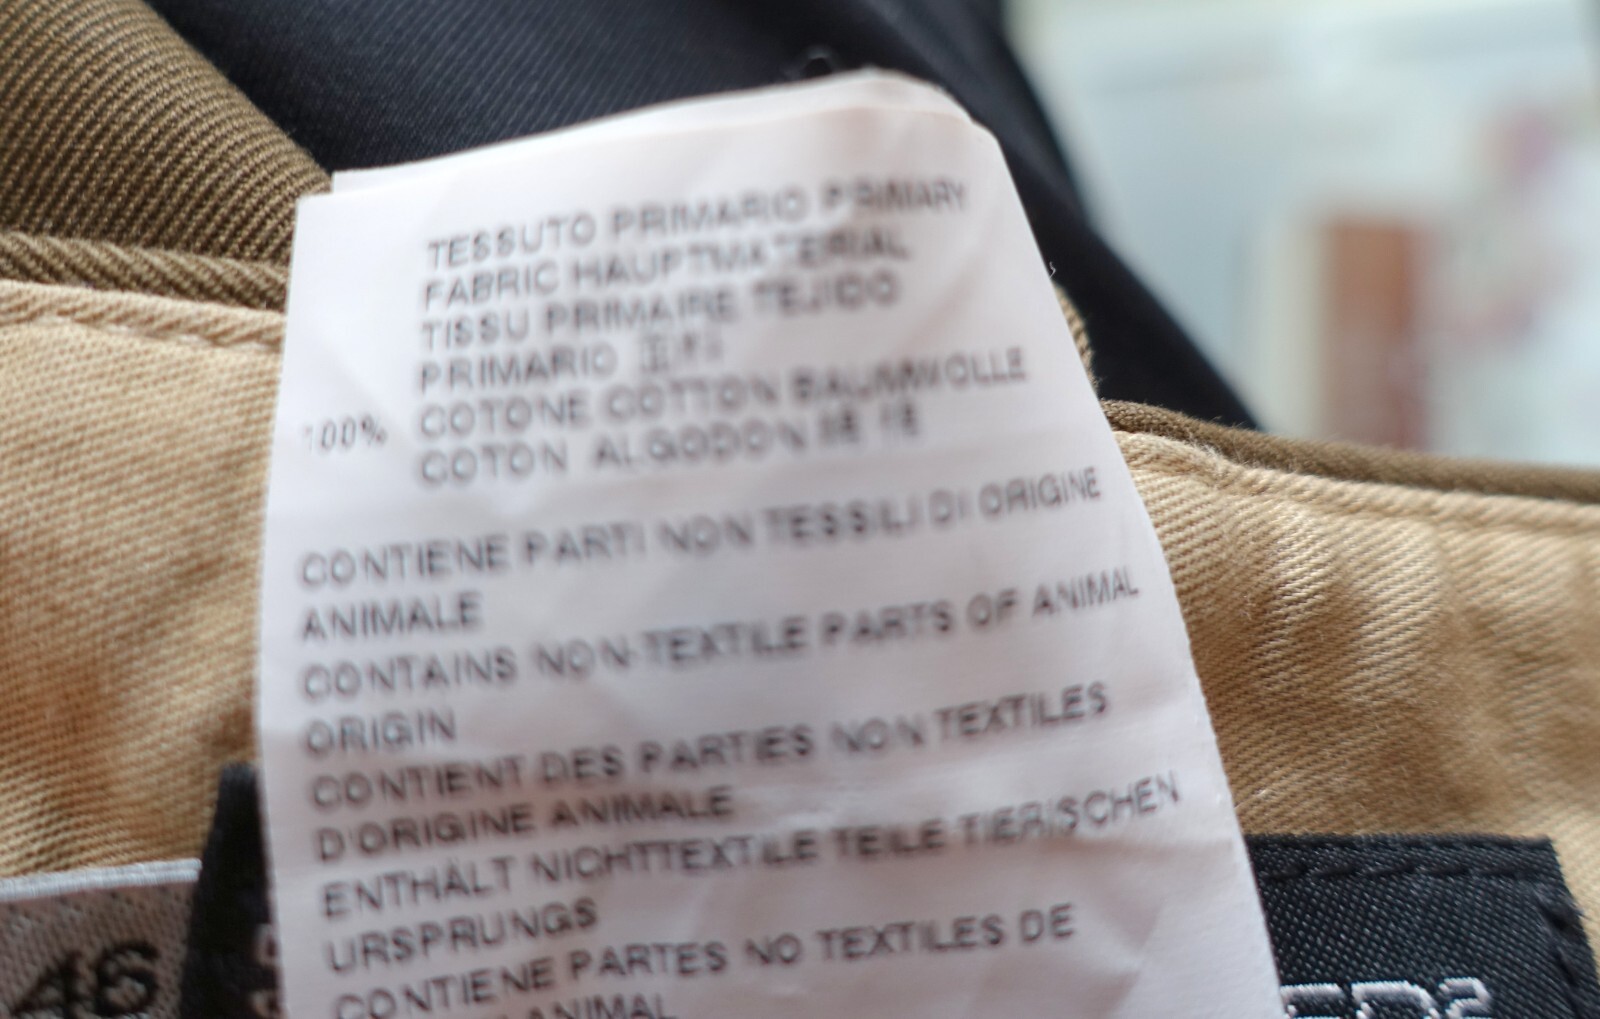 TESSUTO PRIMARIO PRIMARY
FABRIC HAUPTMATERIAL
TISSU PRIMAIRE TEJIDO
PRIMARIO
100% COTONE COTTON BAUMWOLLE
COTON ALGODON
CONTIENE PARTI NON TESSILI DI ORIGINE
ANIMALE
CONTAINS NON-TEXTILE PARTS OF ANIMAL
ORIGIN
CONTIENT DES PARTIES NON TEXTILES
D'ORIGINE ANIMALE
ENTHÄLT NICHTTEXTILE TEILE TIERISCHEN
URSPRUNGS
CONTIENE PARTES NO TEXTILES DE
ANIMAL
46